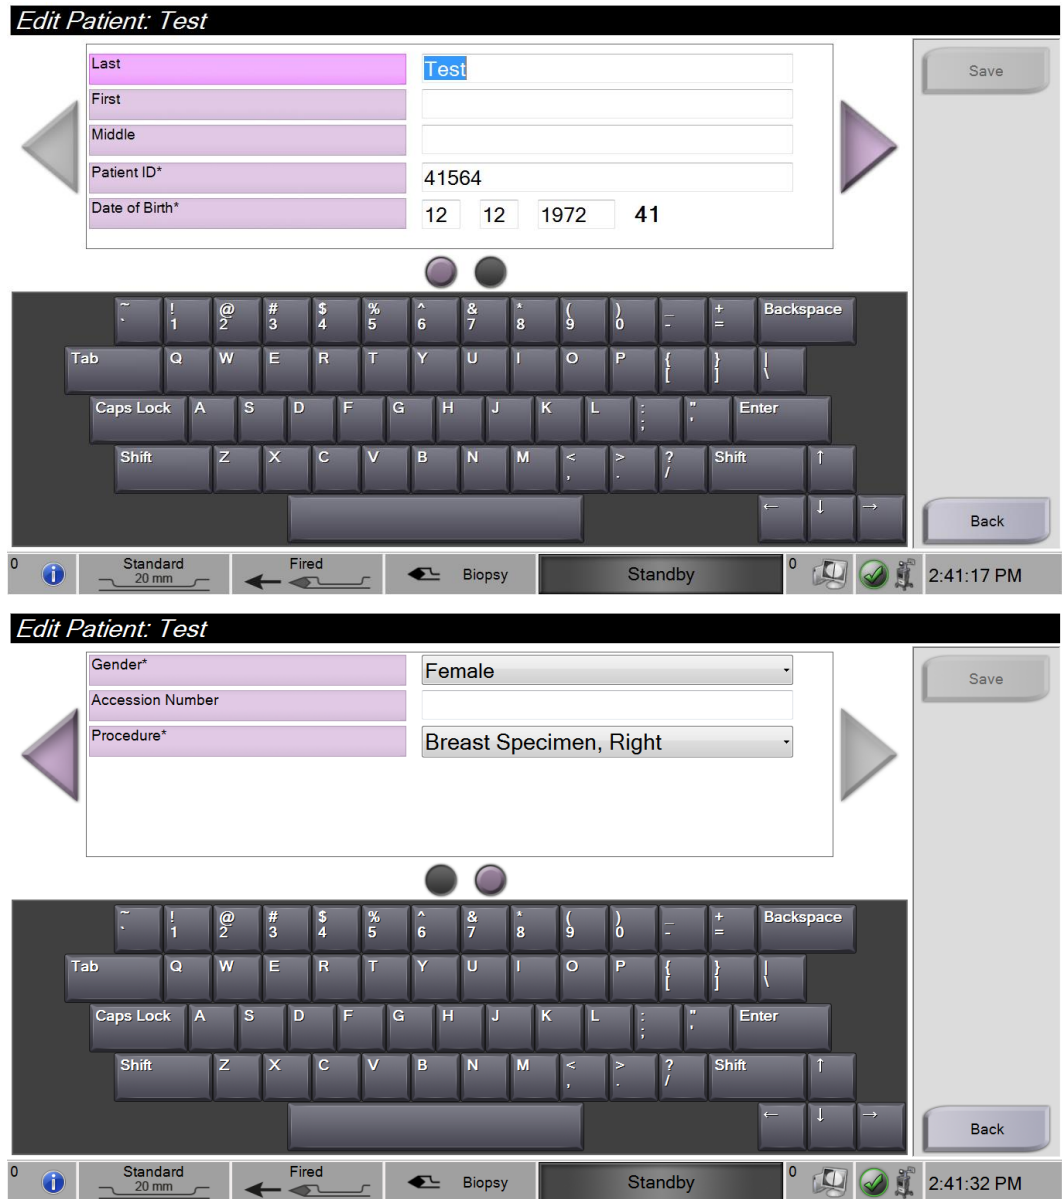 Edit Patient: Test
Last Test
Save
First
Middle
Patient ID* 41564
Date of Birth* 12 12 1972 41
~ ! @ # $ % ^ & * ( ) _ + Backspace
` 1 2 3 4 5 6 7 8 9 0 - =
Tab Q W E R T Y U I O P { } |
[ ] \
Caps Lock A S D F G H J K L : " Enter
; '
Shift Z X C V B N M < > ? Shift ↑
, . /
← ↓ →
Back
0 Standard Fired Biopsy Standby 0 2:41:17 PM
20 mm
Edit Patient: Test
Gender* Female
Save
Accession Number
Procedure* Breast Specimen, Right
~ ! @ # $ % ^ & * ( ) _ + Backspace
` 1 2 3 4 5 6 7 8 9 0 - =
Tab Q W E R T Y U I O P { } |
[ ] \
Caps Lock A S D F G H J K L : " Enter
; '
Shift Z X C V B N M < > ? Shift ↑
, . /
← ↓ →
Back
0 Standard Fired Biopsy Standby 0 2:41:32 PM
20 mm